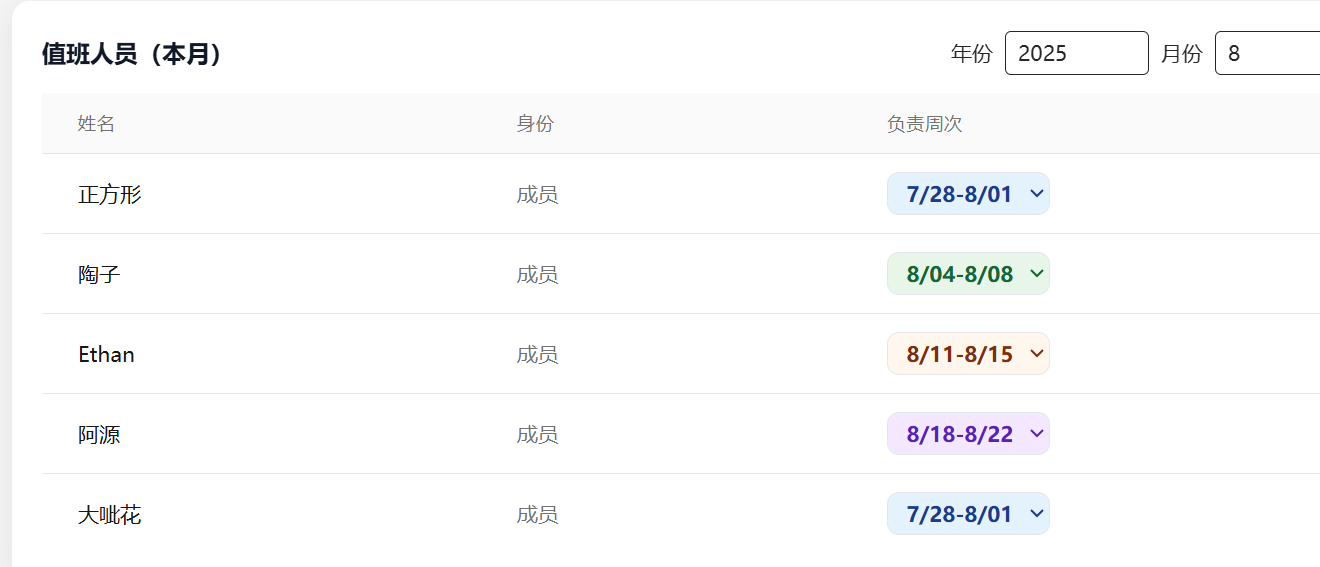 值班人员（本月） 年份 2025 月份 8
姓名 身份 负责周次
正方形 成员 7/28-8/01
陶子 成员 8/04-8/08
Ethan 成员 8/11-8/15
阿源 成员 8/18-8/22
大呲花 成员 7/28-8/01